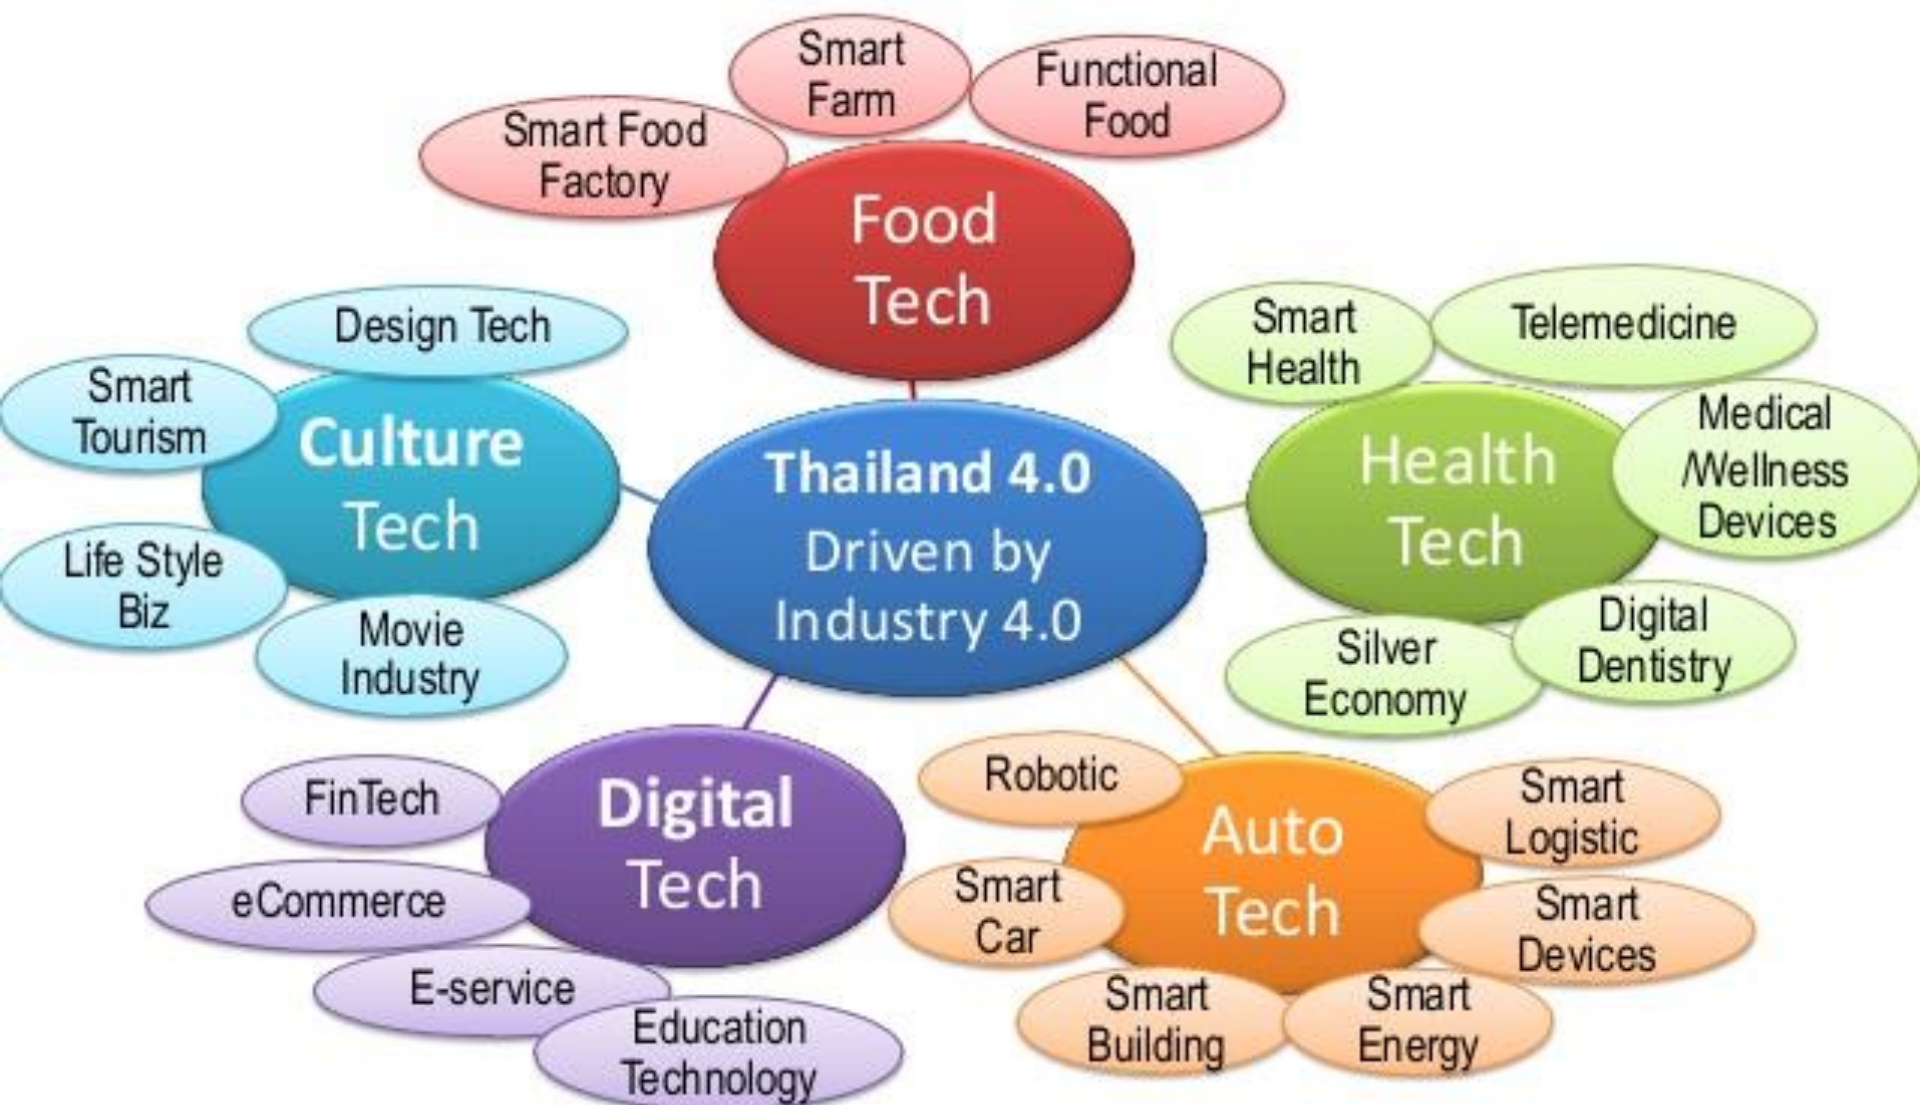 Smart
Farm
Functional
Food
Smart Food
Factory
Food
Tech
Design Tech
Smart
Tourism
Culture
Tech
Life Style
Biz
Movie
Industry
Thailand 4.0
Driven by
Industry 4.0
Smart
Health
Telemedicine
Medical
/Wellness
Devices
Health
Tech
Digital
Dentistry
Silver
Economy
FinTech
Digital
Tech
eCommerce
E-service
Education
Technology
Robotic
Auto
Tech
Smart
Logistic
Smart
Car
Smart
Devices
Smart
Building
Smart
Energy